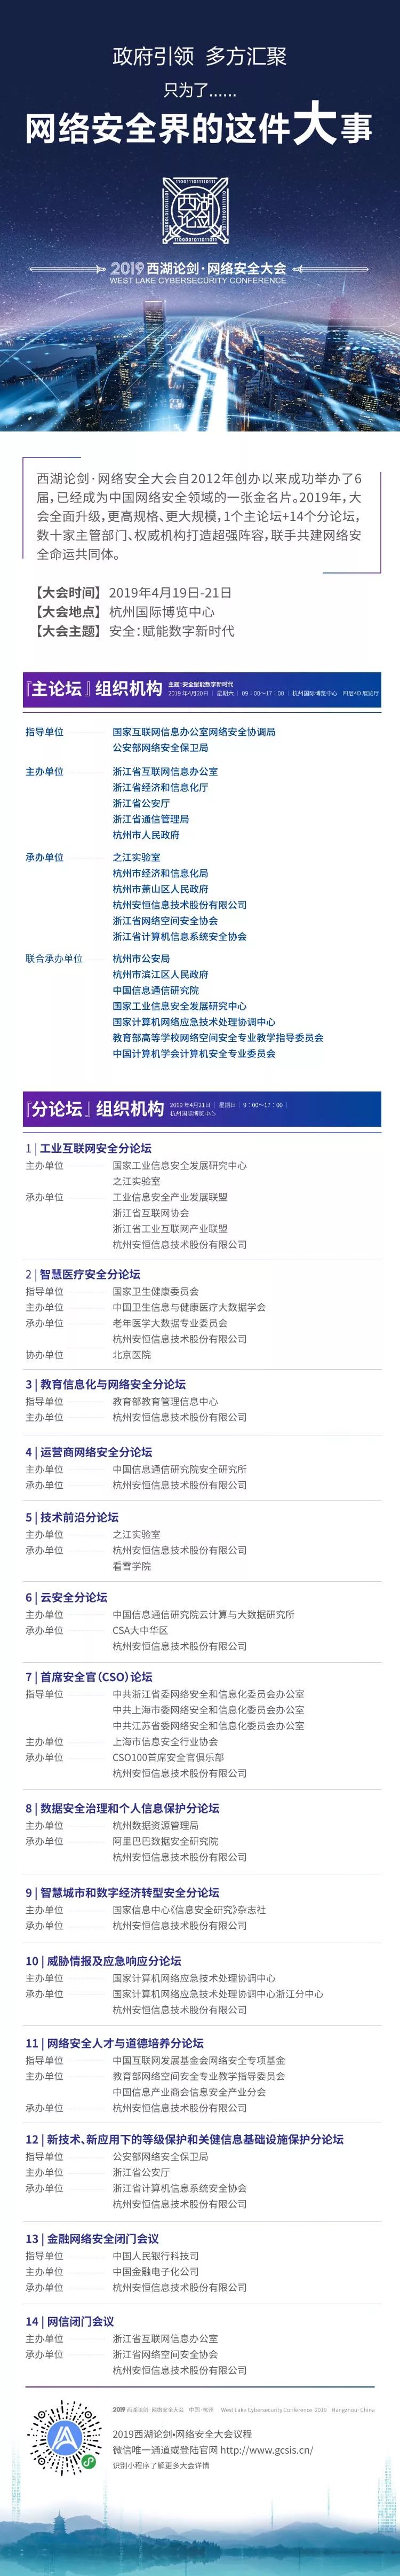 政府引领 多方汇聚
只为了......
网络安全界的这件大事
西湖论剑
2019西湖论剑·网络安全大会
WEST LAKE CYBERSECURITY CONFERENCE
西湖论剑·网络安全大会自2012年创办以来成功举办了6
届，已经成为中国网络安全领域的一张金名片。2019年，大
会全面升级，更高规格、更大规模，1个主论坛+14个分论坛，
数十家主管部门、权威机构打造超强阵容，联手共建网络安
全命运共同体。
【大会时间】 2019年4月19日-21日
【大会地点】 杭州国际博览中心
【大会主题】 安全：赋能数字新时代
『主论坛』组织机构
主题：安全赋能数字新时代
2019年4月20日 | 星期六 | 09：00～17：00 | 杭州国际博览中心 四层4D展览厅
指导单位 国家互联网信息办公室网络安全协调局
公安部网络安全保卫局
主办单位 浙江省互联网信息办公室
浙江省经济和信息化厅
浙江省公安厅
浙江省通信管理局
杭州市人民政府
承办单位 之江实验室
杭州市经济和信息化局
杭州市萧山区人民政府
杭州安恒信息技术股份有限公司
浙江省网络空间安全协会
浙江省计算机信息系统安全协会
联合承办单位 杭州市公安局
杭州市滨江区人民政府
中国信息通信研究院
国家工业信息安全发展研究中心
国家计算机网络应急技术处理协调中心
教育部高等学校网络空间安全专业教学指导委员会
中国计算机学会计算机安全专业委员会
『分论坛』组织机构
2019年4月21日 | 星期日 | 9：00～17：00 |
杭州国际博览中心
1 | 工业互联网安全分论坛
主办单位 国家工业信息安全发展研究中心
之江实验室
承办单位 工业信息安全产业发展联盟
浙江省互联网协会
浙江省工业互联网产业联盟
杭州安恒信息技术股份有限公司
2 | 智慧医疗安全分论坛
指导单位 国家卫生健康委员会
主办单位 中国卫生信息与健康医疗大数据学会
承办单位 老年医学大数据专业委员会
杭州安恒信息技术股份有限公司
协办单位 北京医院
3 | 教育信息化与网络安全分论坛
指导单位 教育部教育管理信息中心
主办单位 杭州安恒信息技术股份有限公司
4 | 运营商网络安全分论坛
主办单位 中国信息通信研究院安全研究所
承办单位 杭州安恒信息技术股份有限公司
5 | 技术前沿分论坛
主办单位 之江实验室
承办单位 杭州安恒信息技术股份有限公司
看雪学院
6 | 云安全分论坛
主办单位 中国信息通信研究院云计算与大数据研究所
承办单位 CSA大中华区
杭州安恒信息技术股份有限公司
7 | 首席安全官（CSO）论坛
指导单位 中共浙江省委网络安全和信息化委员会办公室
中共上海市委网络安全和信息化委员会办公室
中共江苏省委网络安全和信息化委员会办公室
主办单位 上海市信息安全行业协会
承办单位 CSO100首席安全官俱乐部
杭州安恒信息技术股份有限公司
8 | 数据安全治理和个人信息保护分论坛
主办单位 杭州数据资源管理局
承办单位 阿里巴巴数据安全研究院
杭州安恒信息技术股份有限公司
9 | 智慧城市和数字经济转型安全分论坛
主办单位 国家信息中心《信息安全研究》杂志社
承办单位 杭州安恒信息技术股份有限公司
10 | 威胁情报及应急响应分论坛
主办单位 国家计算机网络应急技术处理协调中心
承办单位 国家计算机网络应急技术处理协调中心浙江分中心
杭州安恒信息技术股份有限公司
11 | 网络安全人才与道德培养分论坛
指导单位 中国互联网发展基金会网络安全专项基金
主办单位 教育部网络空间安全专业教学指导委员会
中国信息产业商会信息安全产业分会
承办单位 杭州安恒信息技术股份有限公司
12 | 新技术、新应用下的等级保护和关健信息基础设施保护分论坛
指导单位 公安部网络安全保卫局
主办单位 浙江省公安厅
承办单位 浙江省计算机信息系统安全协会
杭州安恒信息技术股份有限公司
13 | 金融网络安全闭门会议
指导单位 中国人民银行科技司
主办单位 中国金融电子化公司
承办单位 杭州安恒信息技术股份有限公司
14 | 网信闭门会议
主办单位 浙江省互联网信息办公室
承办单位 浙江省网络空间安全协会
杭州安恒信息技术股份有限公司
2019 西湖论剑·网络安全大会 中国·杭州 West Lake Cybersecurity Conference 2019 Hangzhou China
2019西湖论剑•网络安全大会议程
微信唯一通道或登陆官网 http://www.gcsis.cn/
识别小程序了解更多大会详情